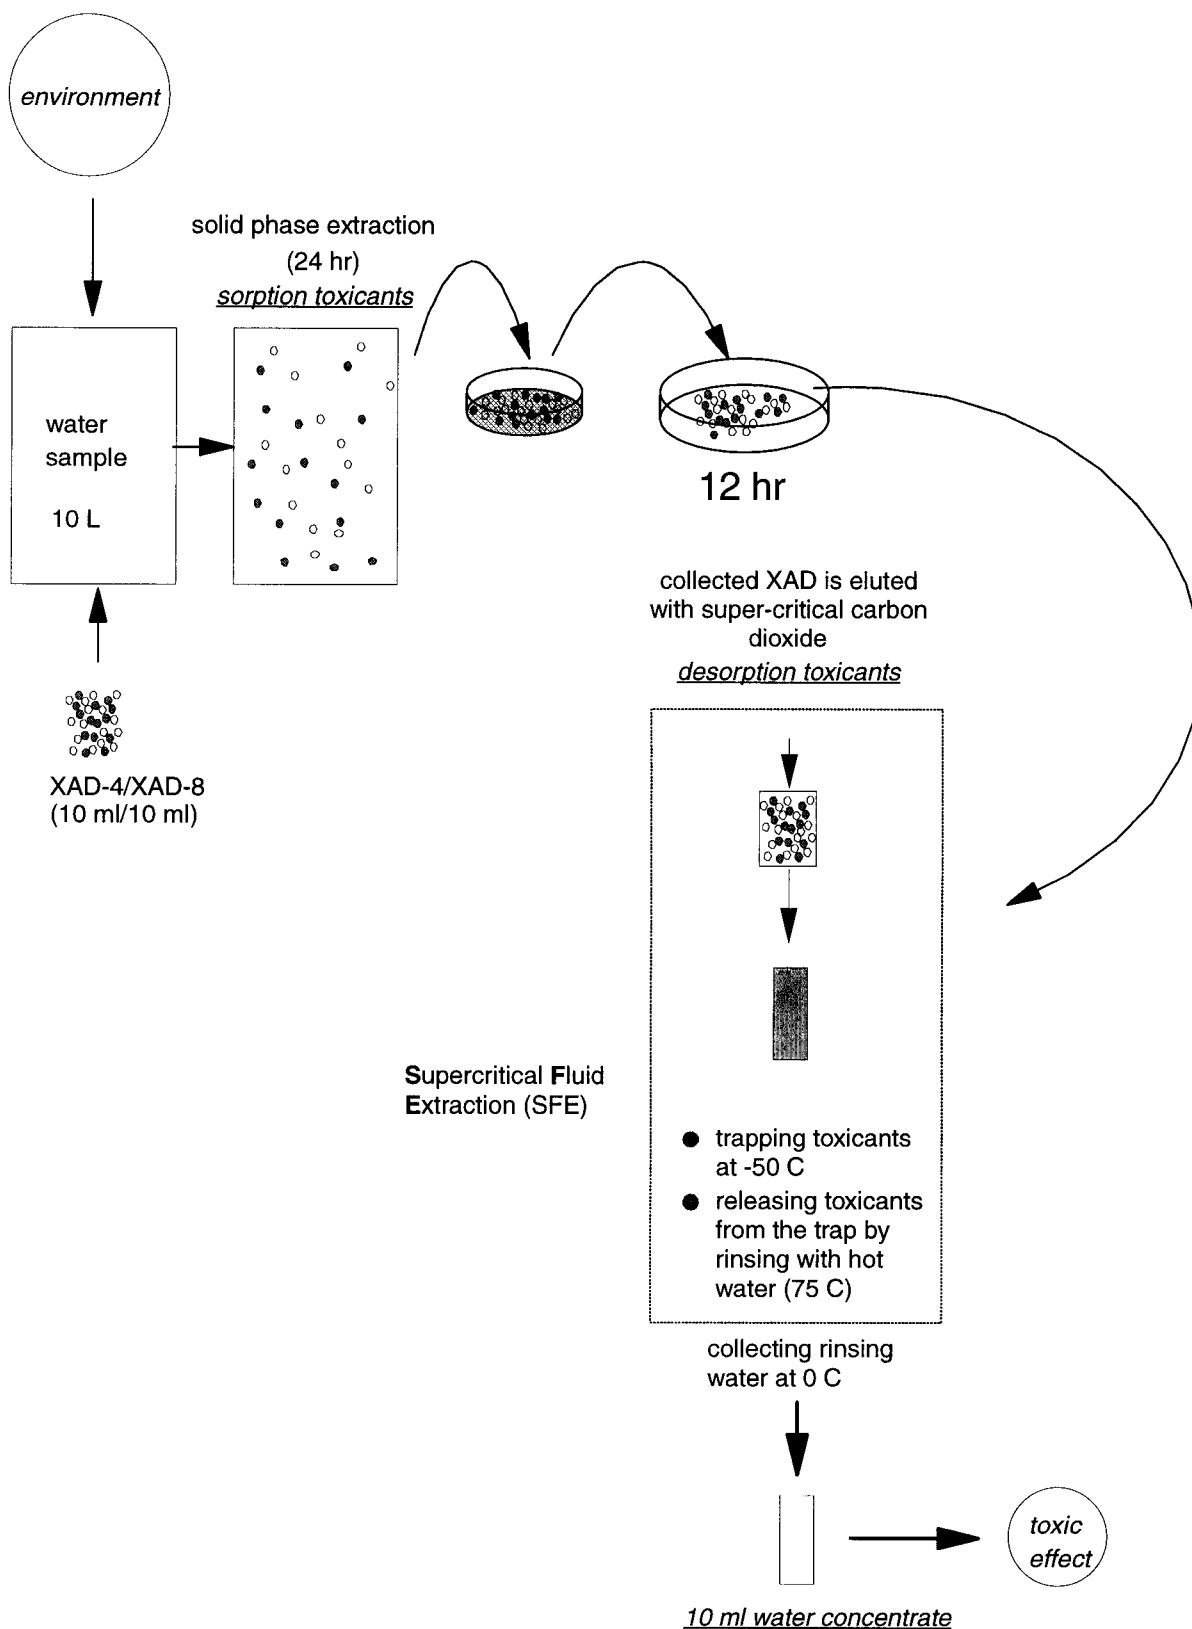 environment
solid phase extraction
(24 hr)
sorption toxicants
water
sample
10 L
12 hr
XAD-4/XAD-8
(10 ml/10 ml)
collected XAD is eluted
with super-critical carbon
dioxide
desorption toxicants
Supercritical Fluid
Extraction (SFE)
● trapping toxicants
at -50 C
● releasing toxicants
from the trap by
rinsing with hot
water (75 C)
collecting rinsing
water at 0 C
toxic
effect
10 ml water concentrate